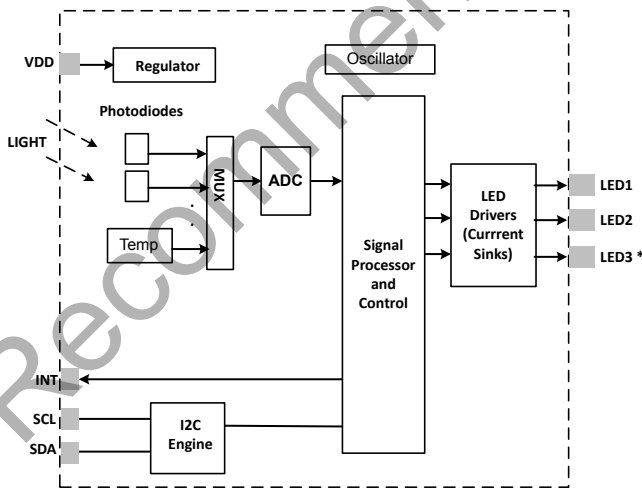 VDD
Regulator
Oscillator
Photodiodes
LIGHT
MUX
ADC
Temp
Signal
Processor
and
Control
LED
Drivers
(Currrent
Sinks)
LED1
LED2
LED3 *
INT
SCL
SDA
I2C
Engine
Recommen